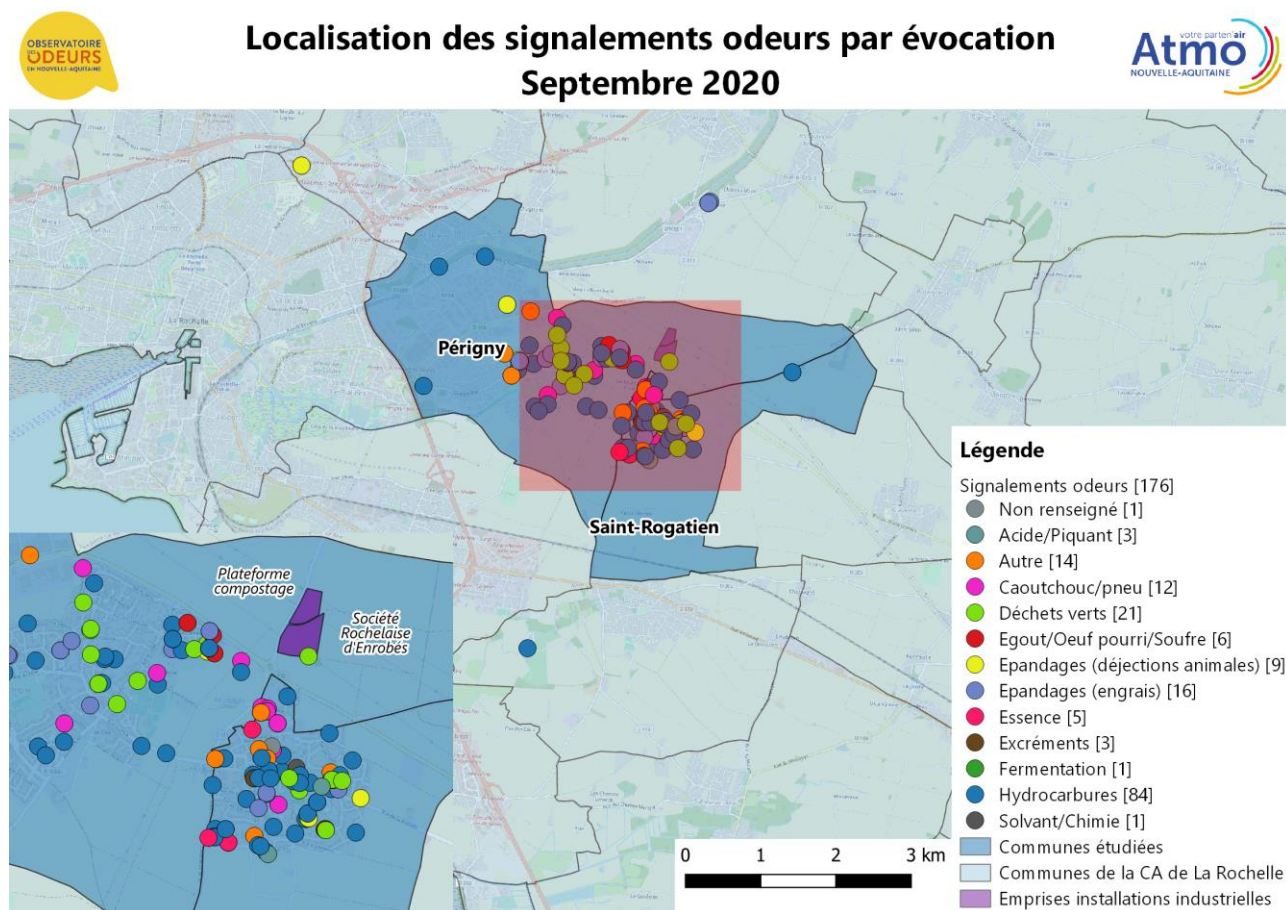 OBSERVATOIRE
DES
ODEURS
EN NOUVELLE-AQUITAINE
Localisation des signalements odeurs par évocation
Septembre 2020
votre parten'air
Atmo
NOUVELLE-AQUITAINE
La Rochelle
Périgny
Saint-Rogatien
Plateforme
compostage
Société
Rochelaise
d'Enrobés
Légende
Signalements odeurs [176]
Non renseigné [1]
Acide/Piquant [3]
Autre [14]
Caoutchouc/pneu [12]
Déchets verts [21]
Egout/Oeuf pourri/Soufre [6]
Epandages (déjections animales) [9]
Epandages (engrais) [16]
Essence [5]
Excréments [3]
Fermentation [1]
Hydrocarbures [84]
Solvant/Chimie [1]
Communes étudiées
Communes de la CA de La Rochelle
Emprises installations industrielles
0 1 2 3 km